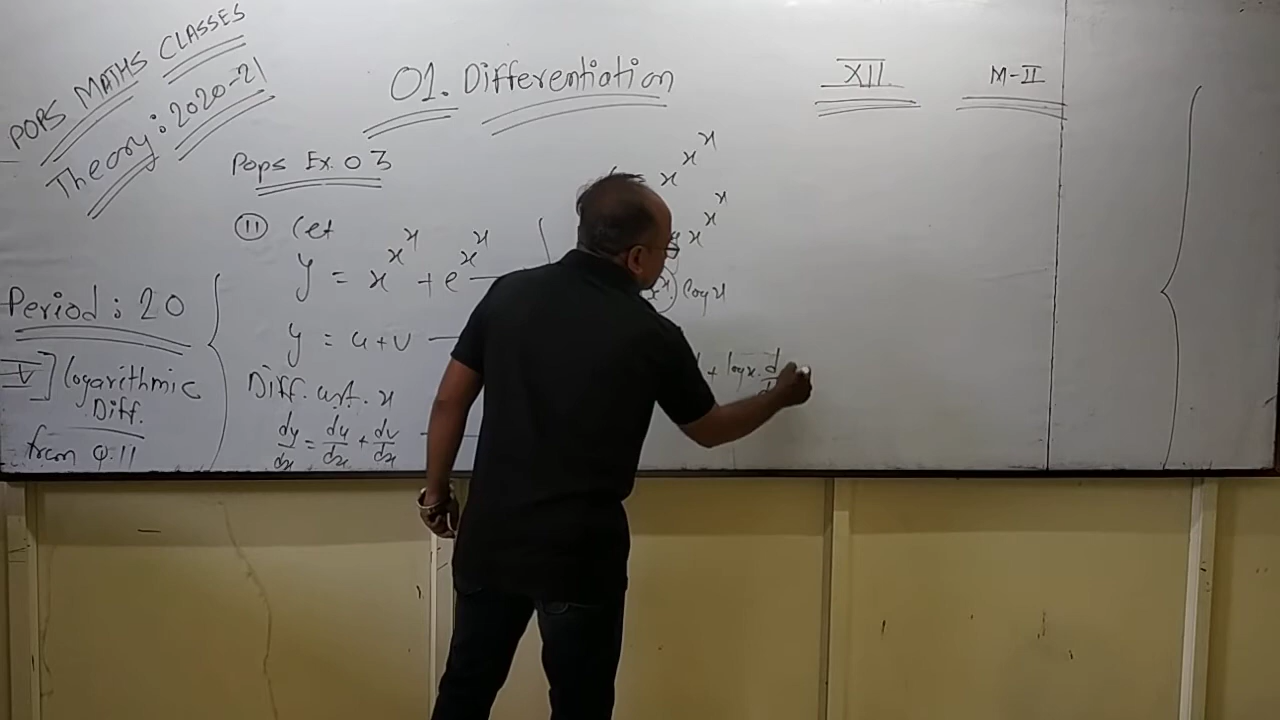 POPS MATHS CLASSES
Theory : 2020-21
01. Differentiation
XII
M-II
Pops Ex. 03
(11) Let
y = x^x^x + e^x^x
y = u+v
Diff. w.r.t. x
dy/dx = du/dx + dv/dx
Period : 20
V] logarithmic
Diff.
from Q.11
x^x^x
x^x^x
x^x log x
+ log x. d